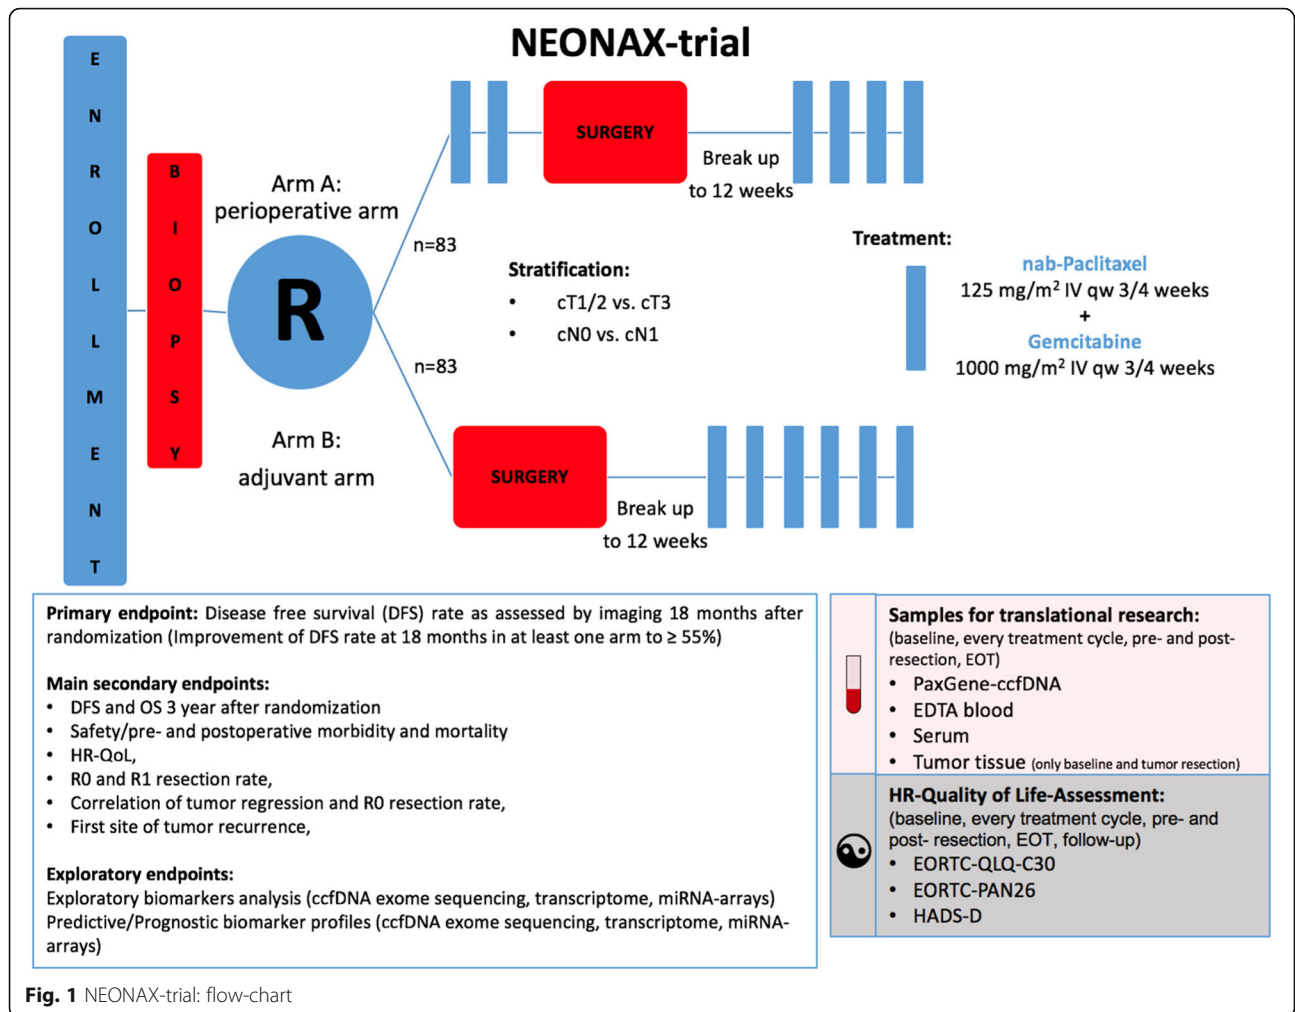 NEONAX-trial
ENROLLMENT
BIOPSY
Arm A:
perioperative arm
R
Arm B:
adjuvant arm
n=83
n=83
SURGERY
Break up
to 12 weeks
Stratification:
• cT1/2 vs. cT3
• cN0 vs. cN1
Treatment:
nab-Paclitaxel
125 mg/m² IV qw 3/4 weeks
+
Gemcitabine
1000 mg/m² IV qw 3/4 weeks
SURGERY
Break up
to 12 weeks
Primary endpoint: Disease free survival (DFS) rate as assessed by imaging 18 months after
randomization (Improvement of DFS rate at 18 months in at least one arm to ≥ 55%)
Main secondary endpoints:
• DFS and OS 3 year after randomization
• Safety/pre- and postoperative morbidity and mortality
• HR-QoL,
• R0 and R1 resection rate,
• Correlation of tumor regression and R0 resection rate,
• First site of tumor recurrence,
Exploratory endpoints:
Exploratory biomarkers analysis (ccfDNA exome sequencing, transcriptome, miRNA-arrays)
Predictive/Prognostic biomarker profiles (ccfDNA exome sequencing, transcriptome, miRNA-
arrays)
Samples for translational research:
(baseline, every treatment cycle, pre- and post-
resection, EOT)
• PaxGene-ccfDNA
• EDTA blood
• Serum
• Tumor tissue (only baseline and tumor resection)
HR-Quality of Life-Assessment:
(baseline, every treatment cycle, pre- and
post- resection, EOT, follow-up)
• EORTC-QLQ-C30
• EORTC-PAN26
• HADS-D
Fig. 1 NEONAX-trial: flow-chart